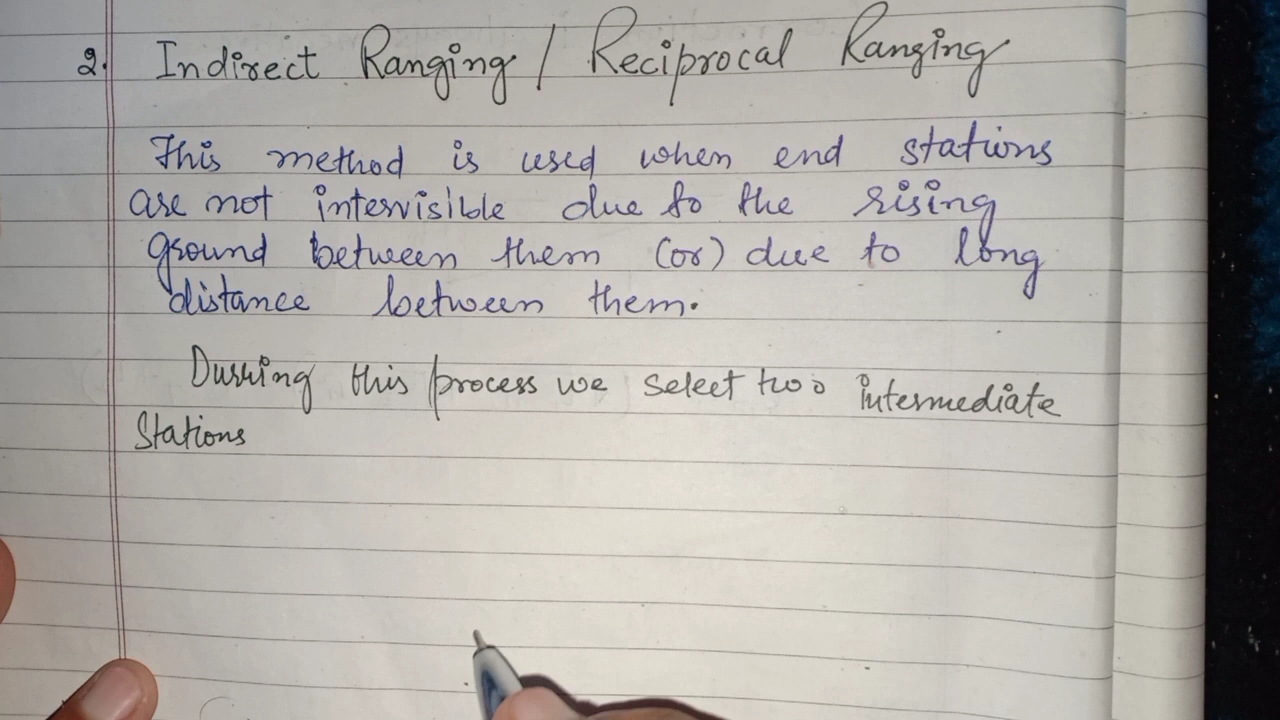 2. Indirect Ranging / Reciprocal Ranging
This method is used when end stations
are not intervisible due to the rising
ground between them (or) due to long
distance between them.
Durring this process we select two intermediate
Stations